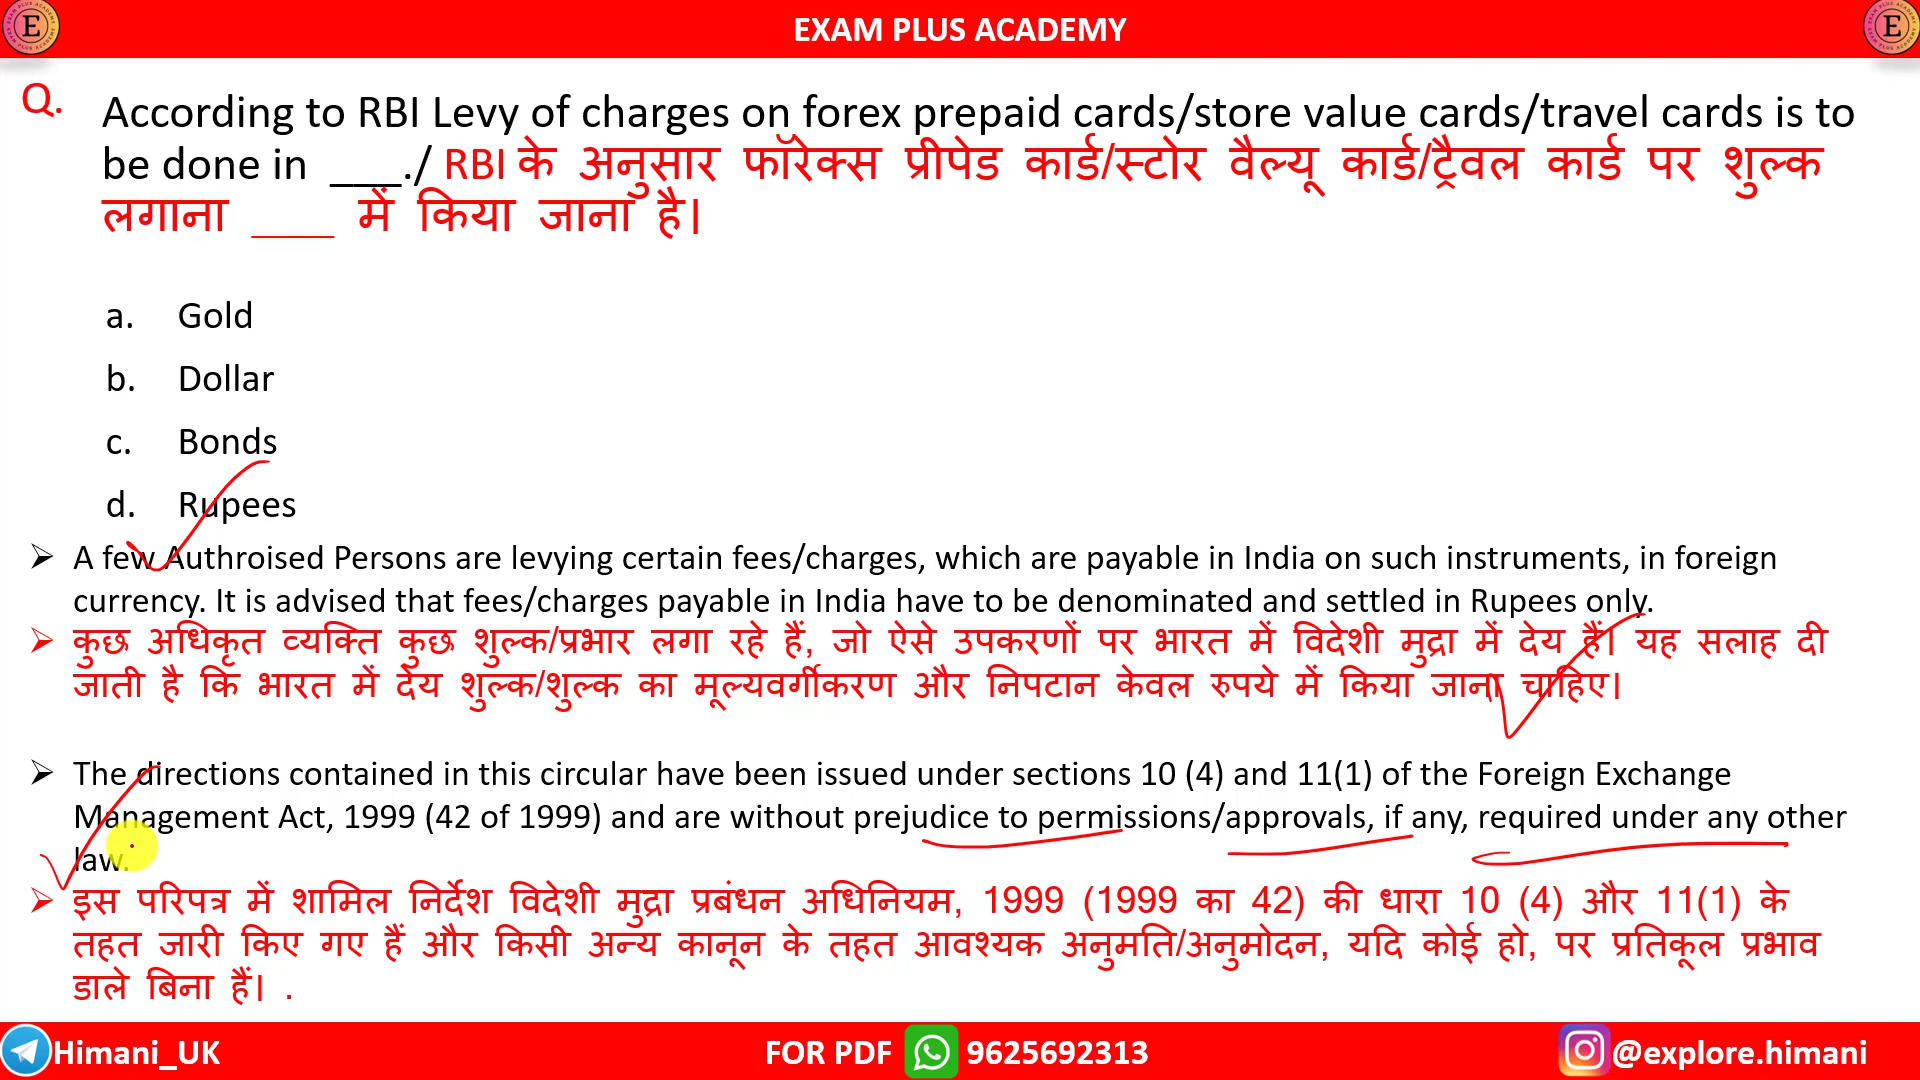 EXAM PLUS ACADEMY
Q. According to RBI Levy of charges on forex prepaid cards/store value cards/travel cards is to
be done in ___./ RBI के अनुसार फॉरेक्स प्रीपेड कार्ड/स्टोर वैल्यू कार्ड/ट्रैवल कार्ड पर शुल्क
लगाना ____ में किया जाना है।
a. Gold
b. Dollar
c. Bonds
d. Rupees
➢ A few Authroised Persons are levying certain fees/charges, which are payable in India on such instruments, in foreign
currency. It is advised that fees/charges payable in India have to be denominated and settled in Rupees only.
➢ कुछ अधिकृत व्यक्ति कुछ शुल्क/प्रभार लगा रहे हैं, जो ऐसे उपकरणों पर भारत में विदेशी मुद्रा में देय हैं। यह सलाह दी
जाती है कि भारत में देय शुल्क/शुल्क का मूल्यवर्गीकरण और निपटान केवल रुपये में किया जाना चाहिए।
➢ The directions contained in this circular have been issued under sections 10 (4) and 11(1) of the Foreign Exchange
Management Act, 1999 (42 of 1999) and are without prejudice to permissions/approvals, if any, required under any other
law.
➢ इस परिपत्र में शामिल निर्देश विदेशी मुद्रा प्रबंधन अधिनियम, 1999 (1999 का 42) की धारा 10 (4) और 11(1) के
तहत जारी किए गए हैं और किसी अन्य कानून के तहत आवश्यक अनुमति/अनुमोदन, यदि कोई हो, पर प्रतिकूल प्रभाव
डाले बिना हैं। .
Himani_UK FOR PDF 9625692313 @explore.himani